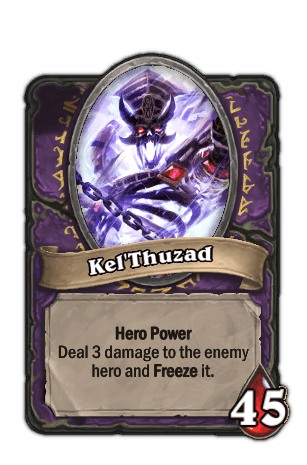 Kel'Thuzad
Hero Power
Deal 3 damage to the enemy
hero and Freeze it.
45